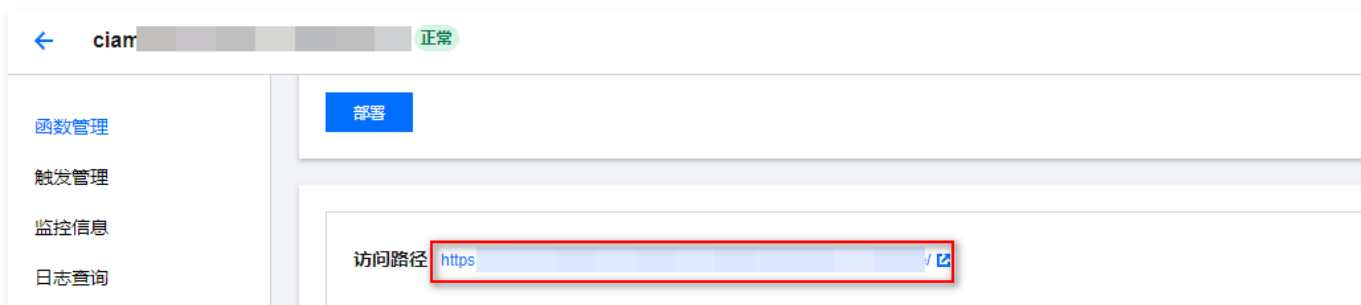 ciam 正常
函数管理
触发管理
监控信息
日志查询
部署
访问路径 https /